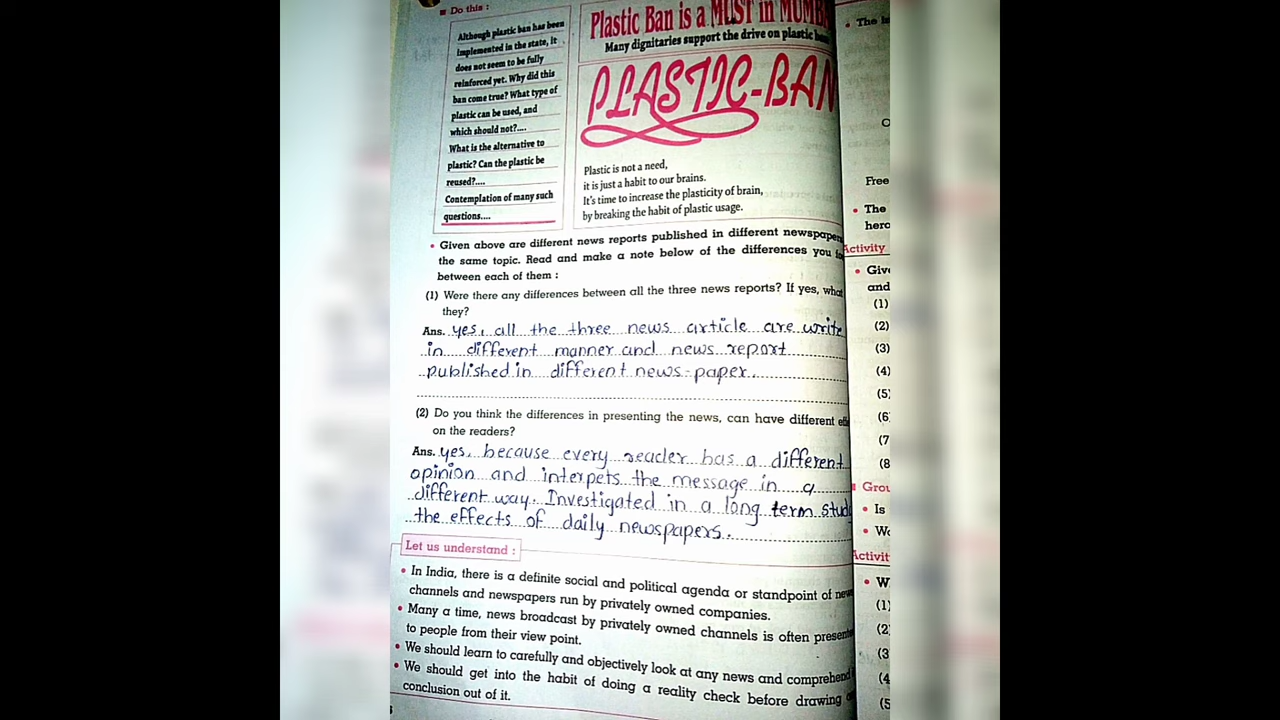 Do this :
Although plastic ban has been
implemented in the state, it
does not seem to be fully
reinforced yet. Why did this
ban come true? What type of
plastic can be used, and
which should not?....
What is the alternative to
plastic? Can the plastic be
reused?....
Contemplation of many such
questions....
Plastic Ban is a MUST in MUMB
Many dignitaries support the drive on plastic
PLASTIC-BAN
Plastic is not a need,
it is just a habit to our brains.
It's time to increase the plasticity of brain,
by breaking the habit of plastic usage.
• Given above are different news reports published in different newspaper
the same topic. Read and make a note below of the differences you
between each of them :
(1) Were there any differences between all the three news reports? If yes, what
they?
Ans. yes, all the three news article are write
in different manner and news report
published in different news-paper.
(2) Do you think the differences in presenting the news, can have different
on the readers?
Ans. yes, because every reader has a different
opinion and interpets the message in a
different way. Investigated in a long term stud
the effects of daily newspapers.
Let us understand :
• In India, there is a definite social and political agenda or standpoint of
channels and newspapers run by privately owned companies.
• Many a time, news broadcast by privately owned channels is often
to people from their view point.
• We should learn to carefully and objectively look at any news and comprehend
• We should get into the habit of doing a reality check before drawing
conclusion out of it.
• The
Free
• The
hero
Activity
• Give
and
(1)
(2)
(3)
(4)
(5)
(6
(7
(8
Grou
• Is
• Wo
Activit
• W
(1)
(2)
(3
(4
(5